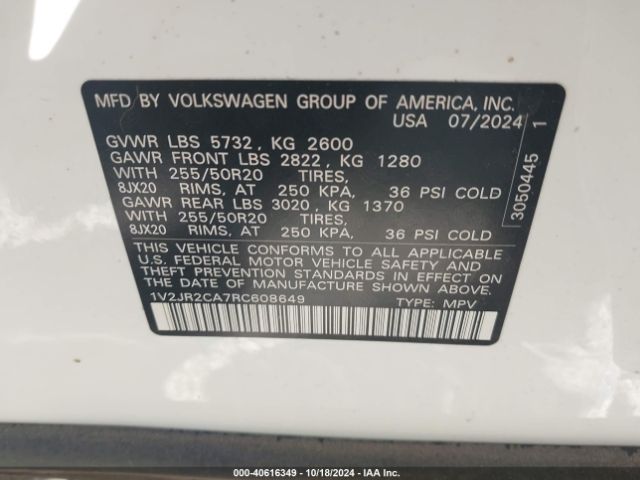 MFD BY VOLKSWAGEN GROUP OF AMERICA, INC.
USA 07/2024
GVWR LBS 5732, KG 2600
GAWR FRONT LBS 2822, KG 1280
WITH 255/50R20 TIRES,
8JX20 RIMS, AT 250 KPA, 36 PSI COLD
GAWR REAR LBS 3020, KG 1370
WITH 255/50R20 TIRES,
8JX20 RIMS, AT 250 KPA, 36 PSI COLD
THIS VEHICLE CONFORMS TO ALL APPLICABLE
U.S. FEDERAL MOTOR VEHICLE SAFETY AND
THEFT PREVENTION STANDARDS IN EFFECT ON
THE DATE OF MANUFACTURE SHOWN ABOVE.
1V2JR2CA7RC608649 TYPE: MPV
3050445 1
000-40616349 | 10/18/2024 - IAA Inc.